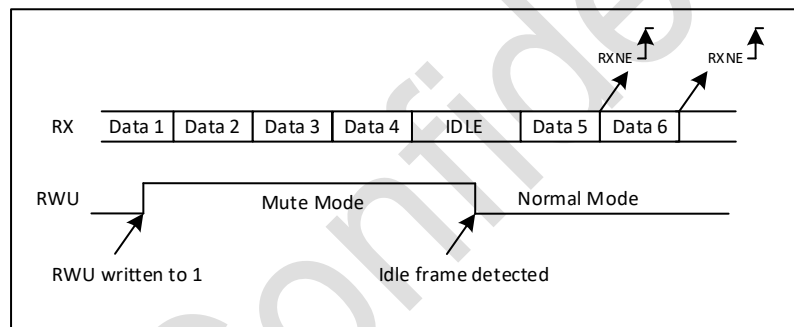 RXNE RXNE
RX Data 1 Data 2 Data 3 Data 4 IDLE Data 5 Data 6
RWU Mute Mode Normal Mode
RWU written to 1 Idle frame detected